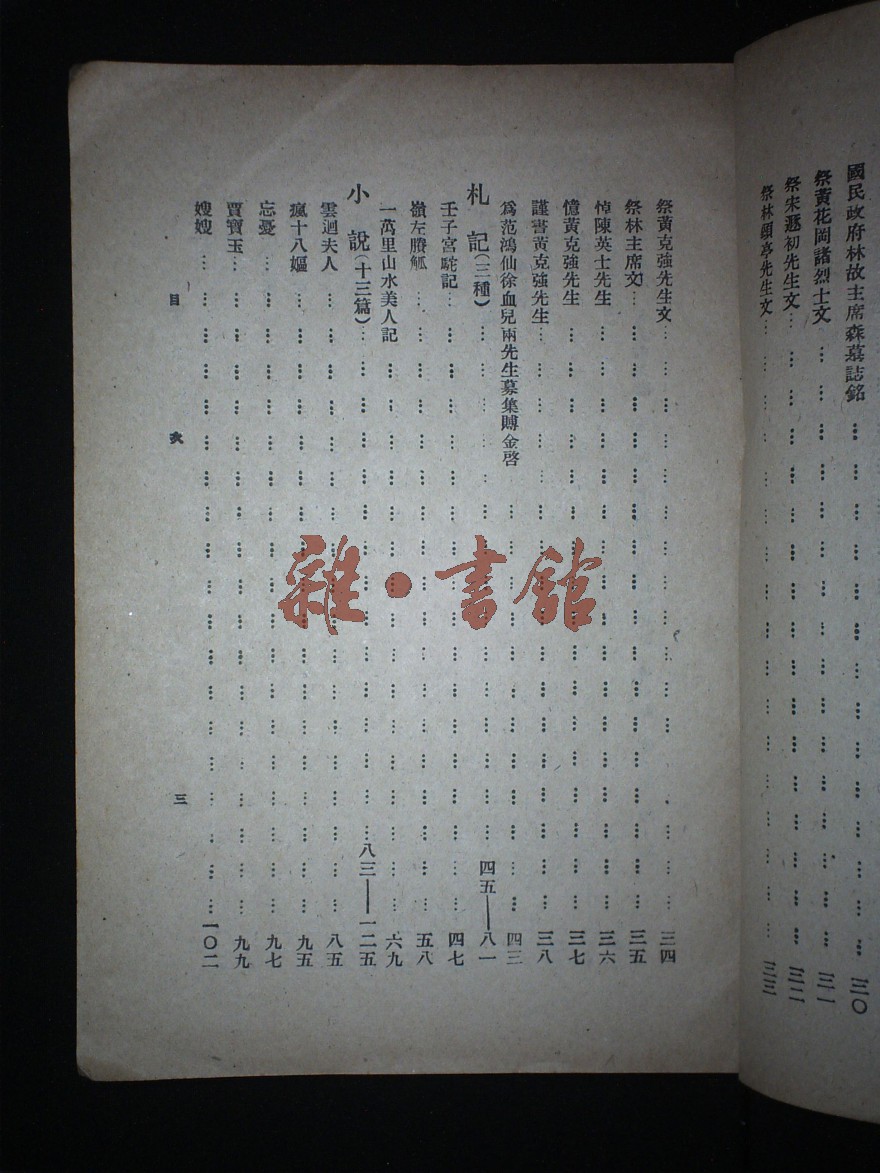 國民政府林故主席森墓誌銘 三〇
祭黃花岡諸烈士文 三一
祭宋遯初先生文 三二
祭林頌亭先生文 三三
祭黃克強先生文 三四
祭林主席文 三五
悼陳英士先生 三六
憶黃克強先生 三七
謹書黃克強先生 三八
爲范鴻仙徐血兒兩先生募集賻金啓 四三
札記(三種) 四五——八一
壬子宮駝記 四七
嶺左賸觚 五八
一萬里山水美人記 六九
小說(十三篇) 八三——一二五
雲迴夫人 八五
瘋十八嫗 九五
忘憂 九七
賈寶玉 九九
嫂嫂 一〇二
目次 三
雜·書館